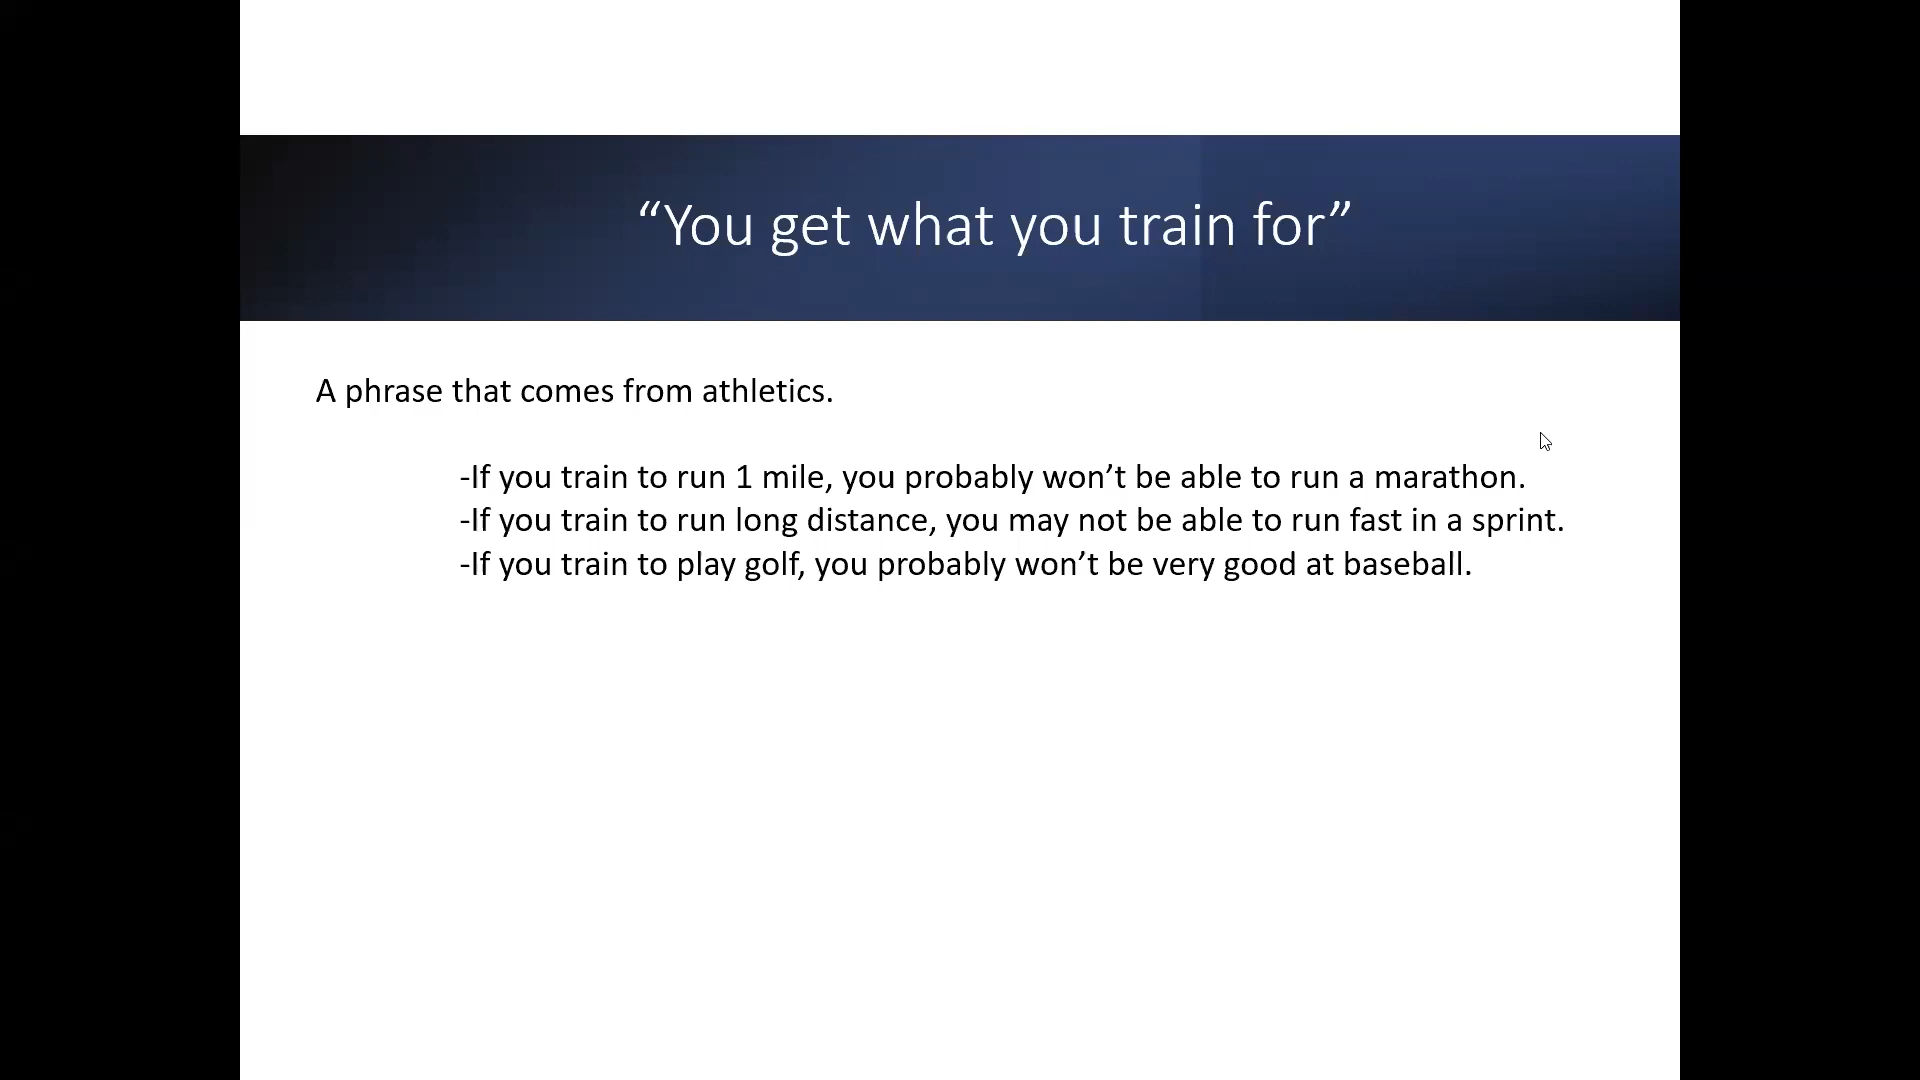 “You get what you train for”
A phrase that comes from athletics.
-If you train to run 1 mile, you probably won’t be able to run a marathon.
-If you train to run long distance, you may not be able to run fast in a sprint.
-If you train to play golf, you probably won’t be very good at baseball.